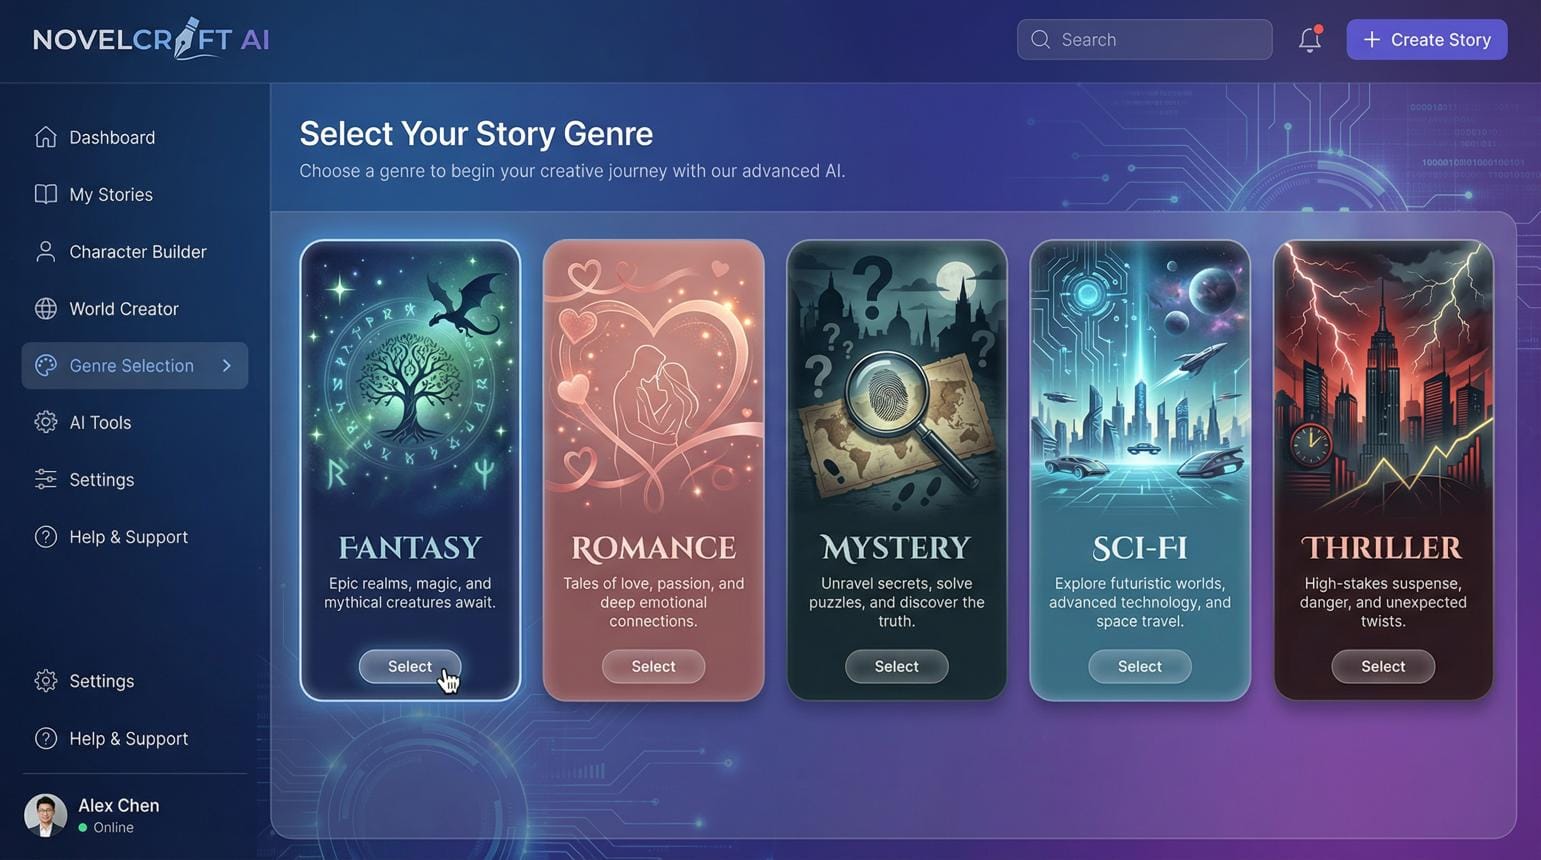 NOVELCRAFT AI
Search
Create Story
Dashboard
My Stories
Character Builder
World Creator
Genre Selection
AI Tools
Settings
Help & Support
Settings
Help & Support
Alex Chen
Online
Select Your Story Genre
Choose a genre to begin your creative journey with our advanced AI.
FANTASY
Epic realms, magic, and
mythical creatures await.
Select
ROMANCE
Tales of love, passion, and
deep emotional
connections.
Select
MYSTERY
Unravel secrets, solve
puzzles, and discover the
truth.
Select
SCI-FI
Explore futuristic worlds,
advanced technology, and
space travel.
Select
THRILLER
High-stakes suspense,
danger, and unexpected
twists.
Select